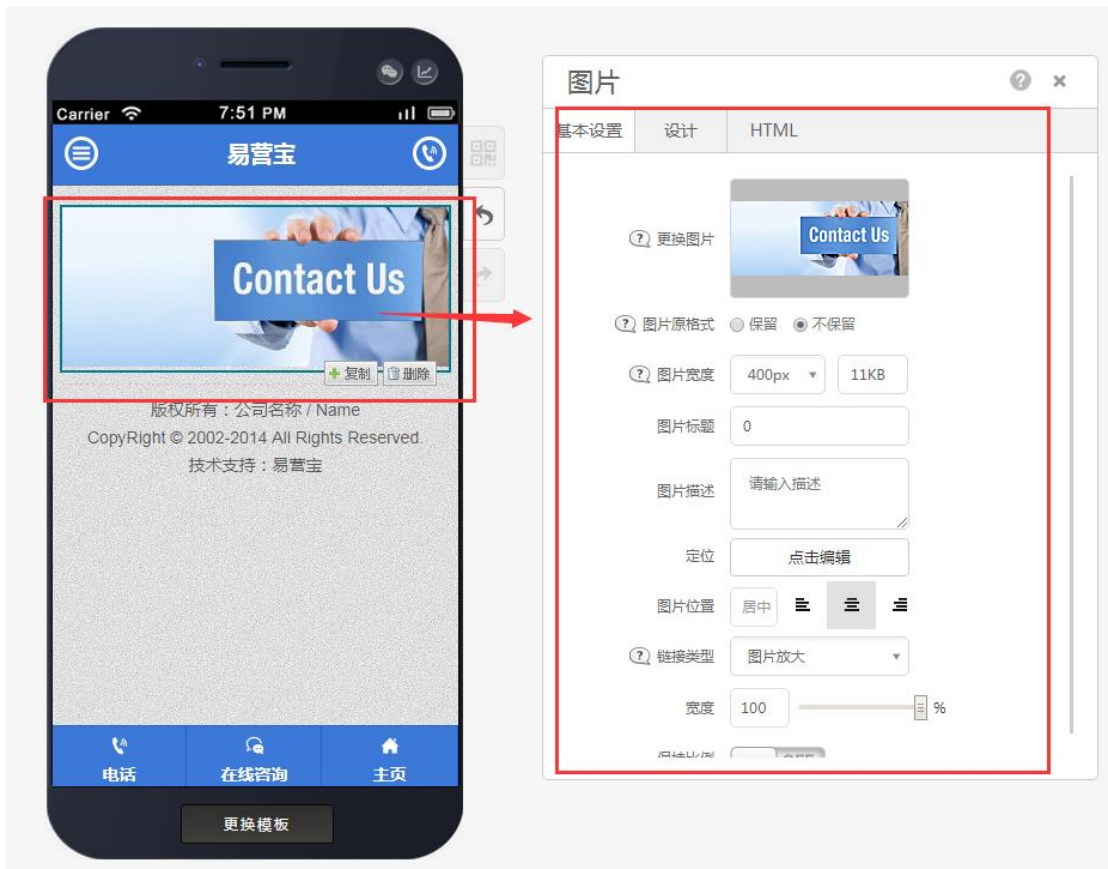 Carrier 7:51 PM
易营宝
Contact Us
复制 删除
版权所有：公司名称 / Name
CopyRight © 2002-2014 All Rights Reserved.
技术支持：易营宝
电话 在线咨询 主页
更换模板
图片
基本设置 设计 HTML
更换图片
Contact Us
图片原格式 保留 不保留
图片宽度 400px 11KB
图片标题 0
图片描述 请输入描述
定位 点击编辑
图片位置 居中
链接类型 图片放大
宽度 100 %
保持比例 OFF